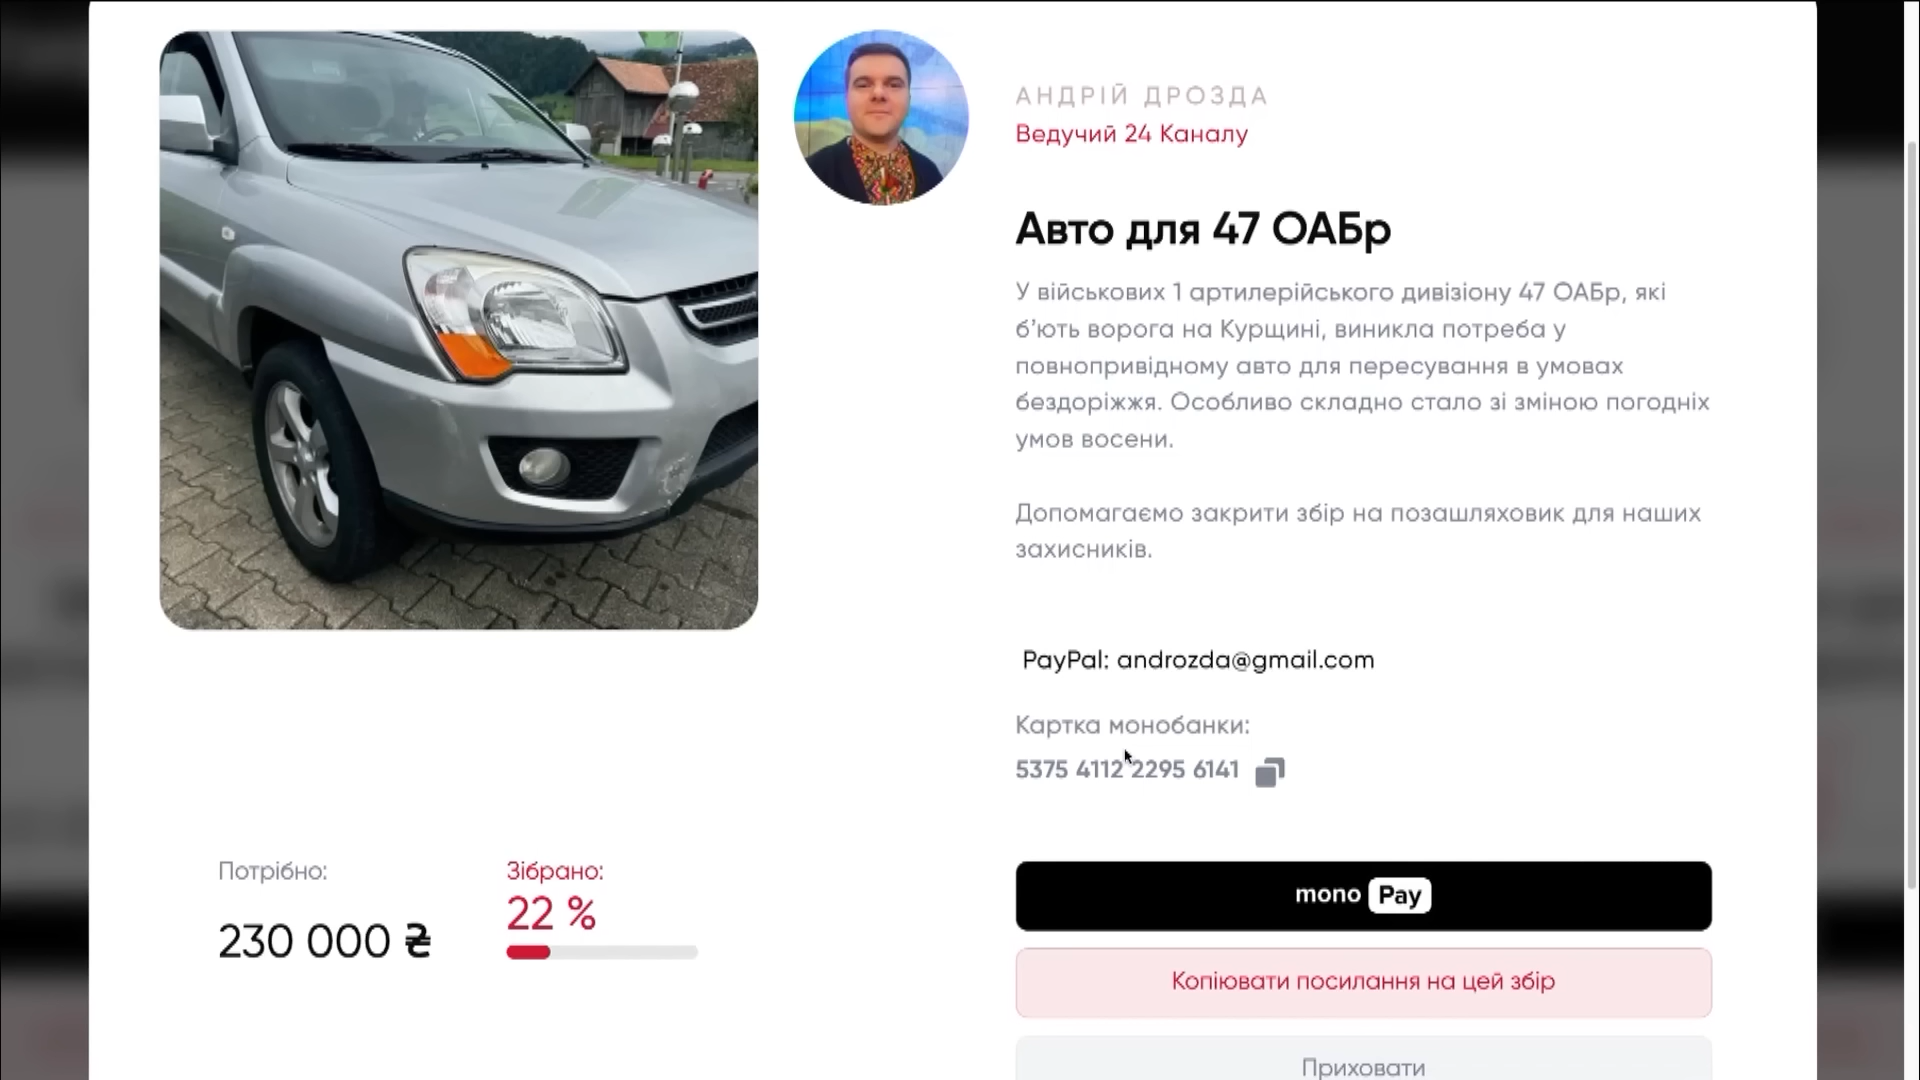 АНДРІЙ ДРОЗДА
Ведучий 24 Каналу
Авто для 47 ОАБр
У військових 1 артилерійського дивізіону 47 ОАБр, які
б’ють ворога на Курщині, виникла потреба у
повнопривідному авто для пересування в умовах
бездоріжжя. Особливо складно стало зі зміною погодніх
умов восени.
Допомагаємо закрити збір на позашляховик для наших
захисників.
PayPal: androzda@gmail.com
Картка монобанки:
5375 4112 2295 6141
Потрібно:
230 000 ₴
Зібрано:
22 %
mono Pay
Копіювати посилання на цей збір
Приховати